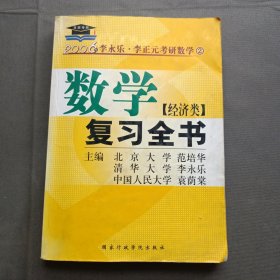 2006李永乐·李正元考研数学②
数学
【经济类】
复习全书
主编 北京大学 范培华
清华大学 李永乐
中国人民大学 袁荫棠
国家行政学院出版社